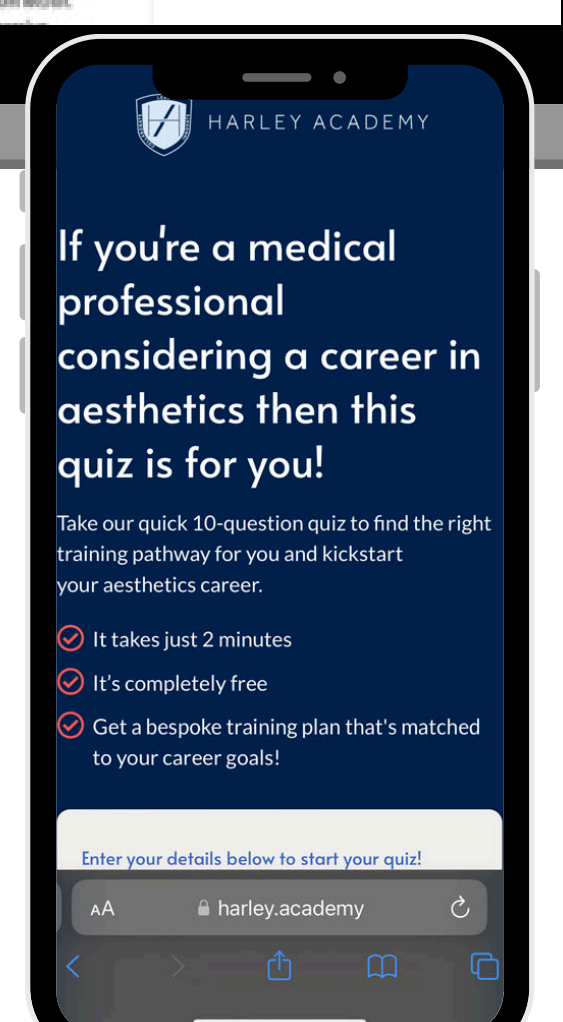 HARLEY ACADEMY
If you're a medical
professional
considering a career in
aesthetics then this
quiz is for you!
Take our quick 10-question quiz to find the right
training pathway for you and kickstart
your aesthetics career.
It takes just 2 minutes
It's completely free
Get a bespoke training plan that's matched
to your career goals!
Enter your details below to start your quiz!
AA harley.academy